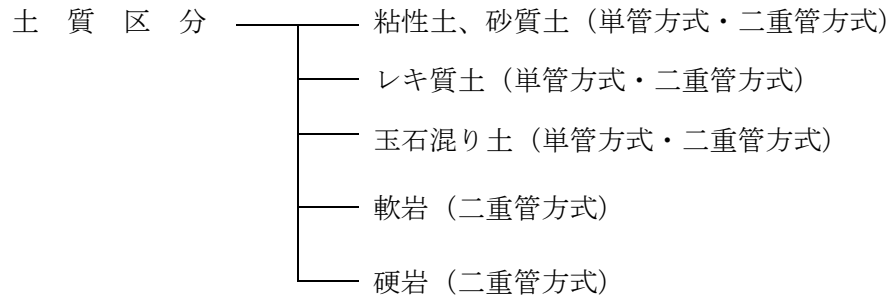 土質区分
粘性土、砂質土（単管方式・二重管方式）
レキ質土（単管方式・二重管方式）
玉石混り土（単管方式・二重管方式）
軟岩（二重管方式）
硬岩（二重管方式）